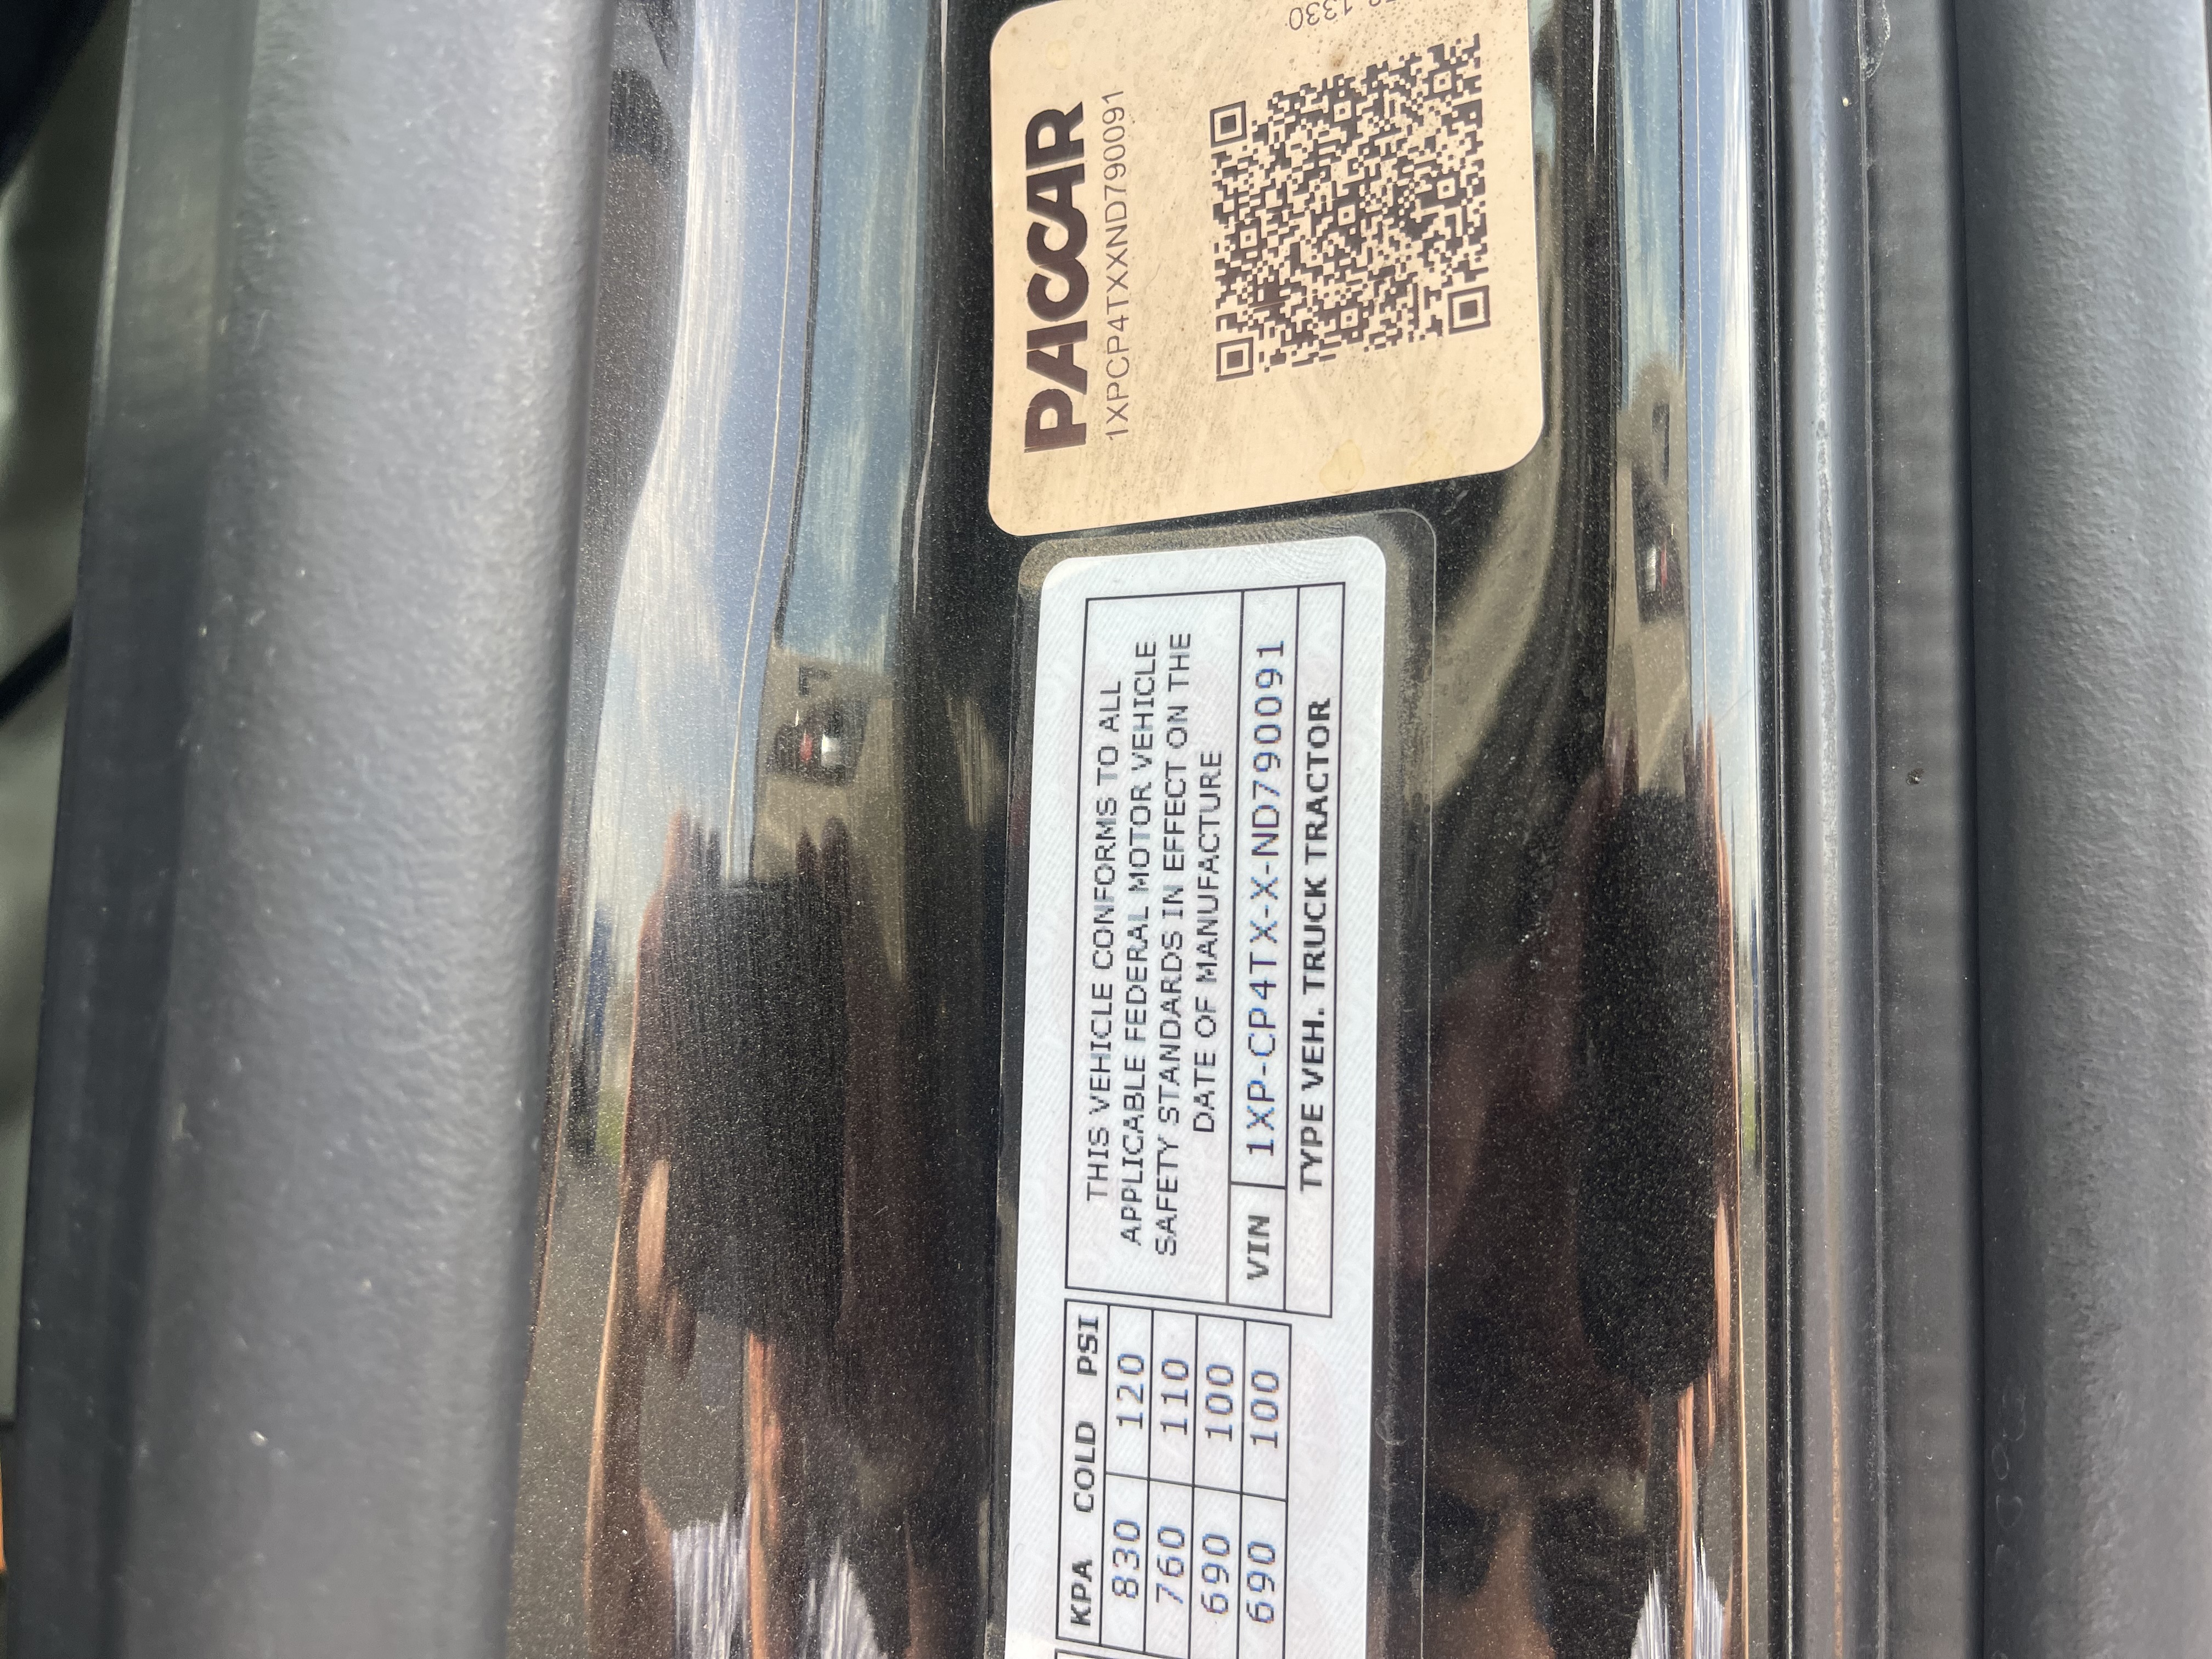 KPA COLD PSI
830 120
760 110
690 100
690 100
THIS VEHICLE CONFORMS TO ALL
APPLICABLE FEDERAL MOTOR VEHICLE
SAFETY STANDARDS IN EFFECT ON THE
DATE OF MANUFACTURE
VIN 1XP-CP4TX-X-ND790091
TYPE VEH. TRUCK TRACTOR
PACCAR
1XPCP4TXXND790091
1330